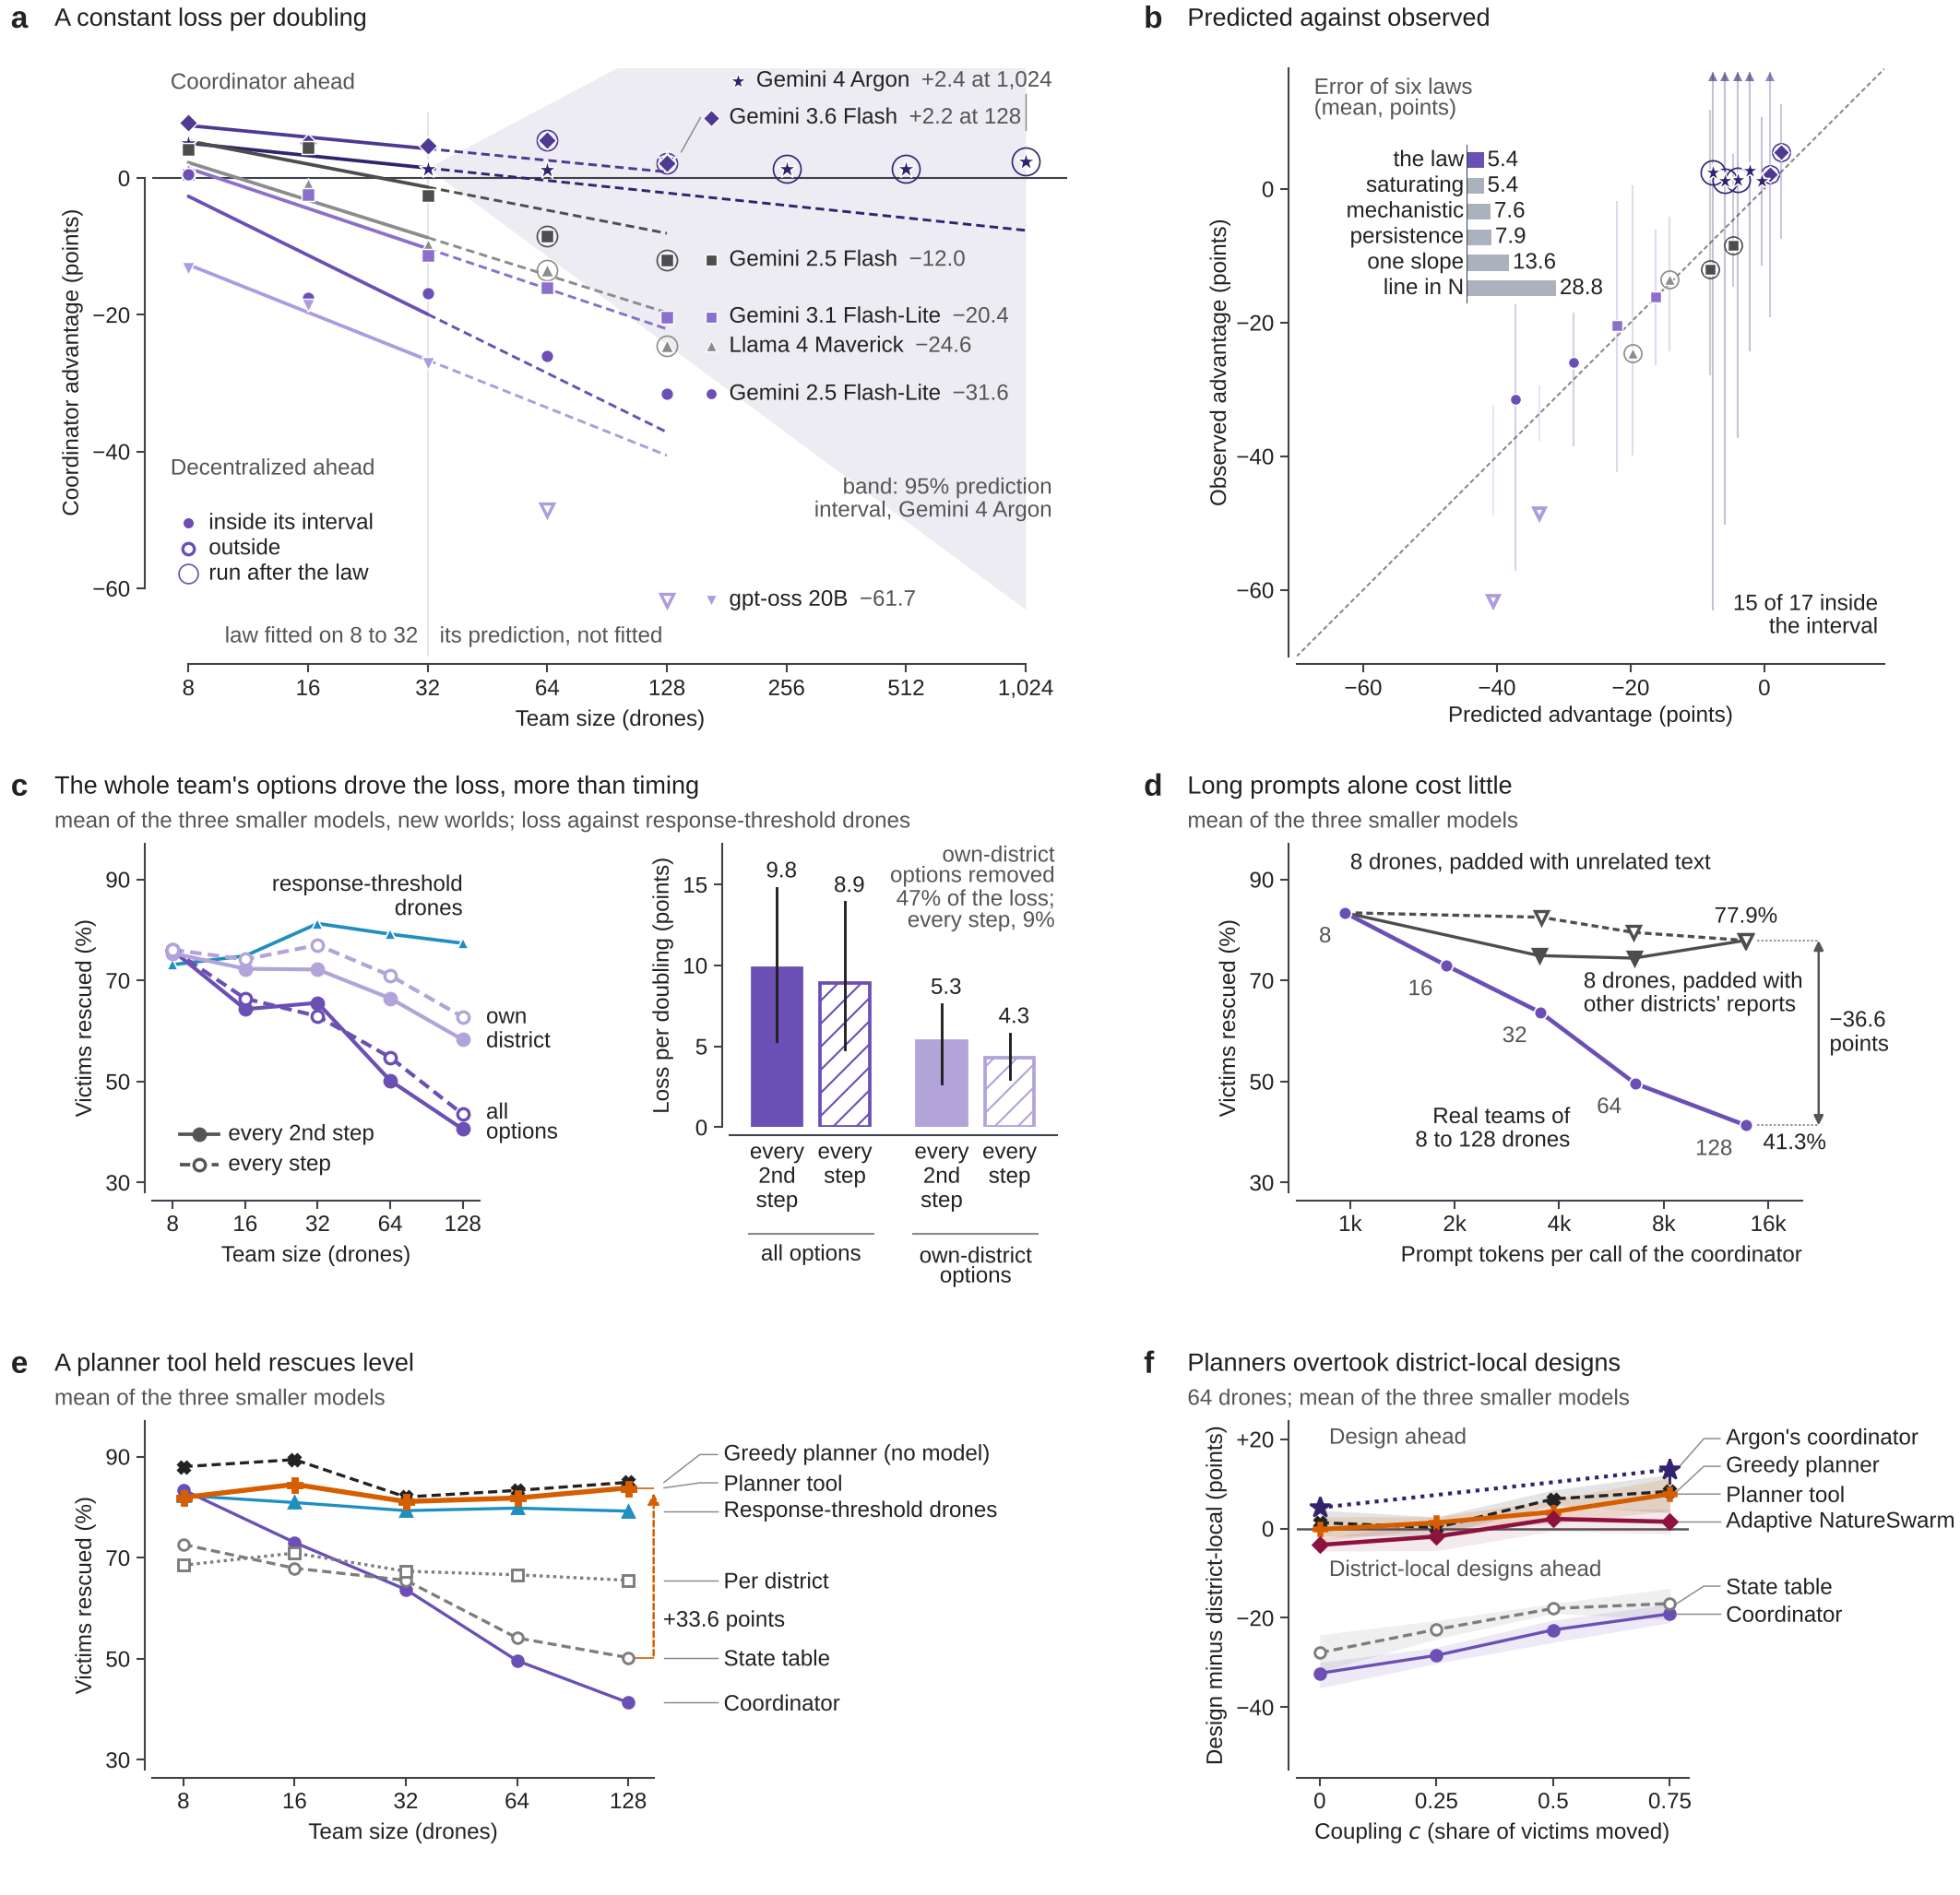 a A constant loss per doubling
Coordinator ahead
Gemini 4 Argon +2.4 at 1,024
Gemini 3.6 Flash +2.2 at 128
Gemini 2.5 Flash −12.0
Gemini 3.1 Flash-Lite −20.4
Llama 4 Maverick −24.6
Gemini 2.5 Flash-Lite −31.6
gpt-oss 20B −61.7
Decentralized ahead
inside its interval
outside
run after the law
band: 95% prediction
interval, Gemini 4 Argon
law fitted on 8 to 32
its prediction, not fitted
Coordinator advantage (points)
0
−20
−40
−60
8 16 32 64 128 256 512 1,024
Team size (drones)
b Predicted against observed
Error of six laws
(mean, points)
the law 5.4
saturating 5.4
mechanistic 7.6
persistence 7.9
one slope 13.6
line in N 28.8
15 of 17 inside
the interval
Observed advantage (points)
0
−20
−40
−60
−60 −40 −20 0
Predicted advantage (points)
c The whole team's options drove the loss, more than timing
mean of the three smaller models, new worlds; loss against response-threshold drones
Victims rescued (%)
90
70
50
30
response-threshold
drones
own
district
all
options
every 2nd step
every step
8 16 32 64 128
Team size (drones)
Loss per doubling (points)
15
10
5
0
9.8
8.9
5.3
4.3
own-district
options removed
47% of the loss;
every step, 9%
every
2nd
step
every
step
every
2nd
step
every
step
all options
own-district
options
d Long prompts alone cost little
mean of the three smaller models
Victims rescued (%)
90
70
50
30
8 drones, padded with unrelated text
77.9%
8 drones, padded with
other districts' reports
−36.6
points
8
16
32
64
128
41.3%
Real teams of
8 to 128 drones
1k 2k 4k 8k 16k
Prompt tokens per call of the coordinator
e A planner tool held rescues level
mean of the three smaller models
Victims rescued (%)
90
70
50
30
Greedy planner (no model)
Planner tool
Response-threshold drones
Per district
+33.6 points
State table
Coordinator
8 16 32 64 128
Team size (drones)
f Planners overtook district-local designs
64 drones; mean of the three smaller models
Design minus district-local (points)
+20
0
−20
−40
Design ahead
District-local designs ahead
Argon's coordinator
Greedy planner
Planner tool
Adaptive NatureSwarm
State table
Coordinator
0 0.25 0.5 0.75
Coupling c (share of victims moved)